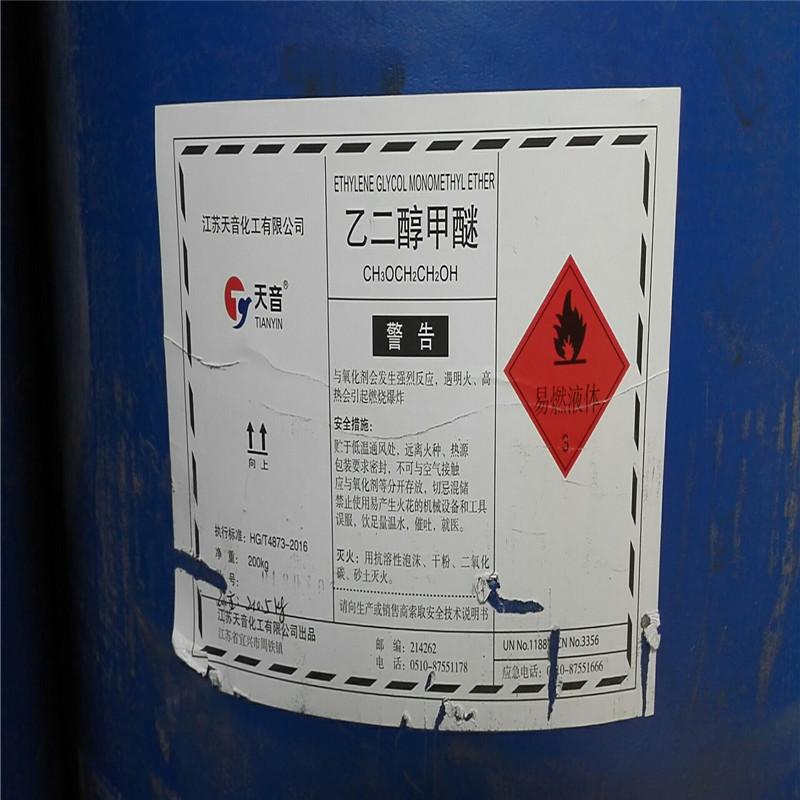 江苏天音化工有限公司
天音®
TIANYIN
向上
执行标准：HG/T4873-2016
净 重：200kg
号：
ETHYLENE GLYCOL MONOMETHYL ETHER
乙二醇甲醚
CH₃OCH₂CH₂OH
警告
与氧化剂会发生强烈反应，遇明火、高
热会引起燃烧爆炸
安全措施：
贮于低温通风处，远离火种、热源
包装要求密封，不可与空气接触
应与氧化剂等分开存放，切忌混储
禁止使用易产生火花的机械设备和工具
误服，饮足量温水，催吐，就医。
灭火：用抗溶性泡沫、干粉、二氧化
碳、砂土灭火。
请向生产或销售商索取安全技术说明书
易燃液体
3
江苏天音化工有限公司出品
江苏省宜兴市周铁镇
邮 编：214262
电 话：0510-87551178
UN No.1188 CN No.3356
应急电话：0510-87551666